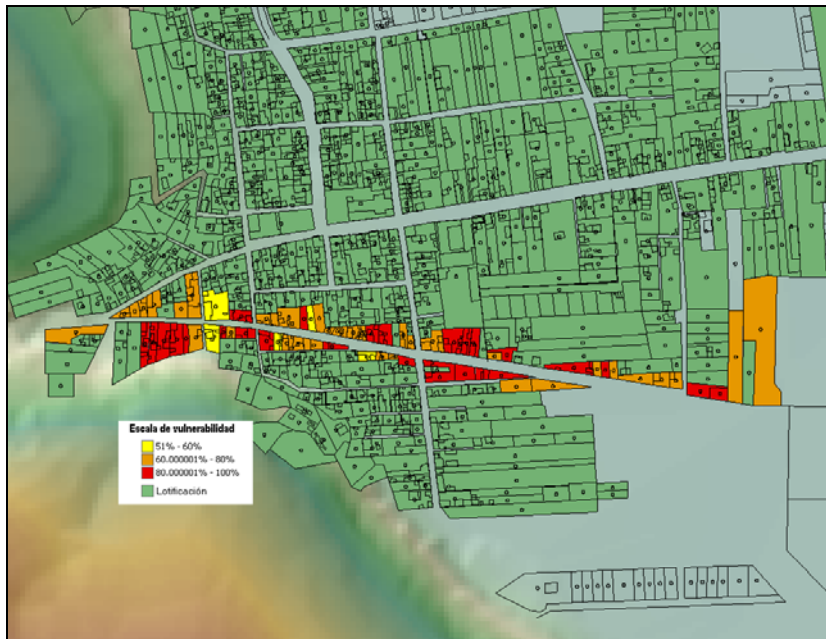 Escala de vulnerabilidad
51% - 60%
60.000001% - 80%
80.000001% - 100%
Lotificación